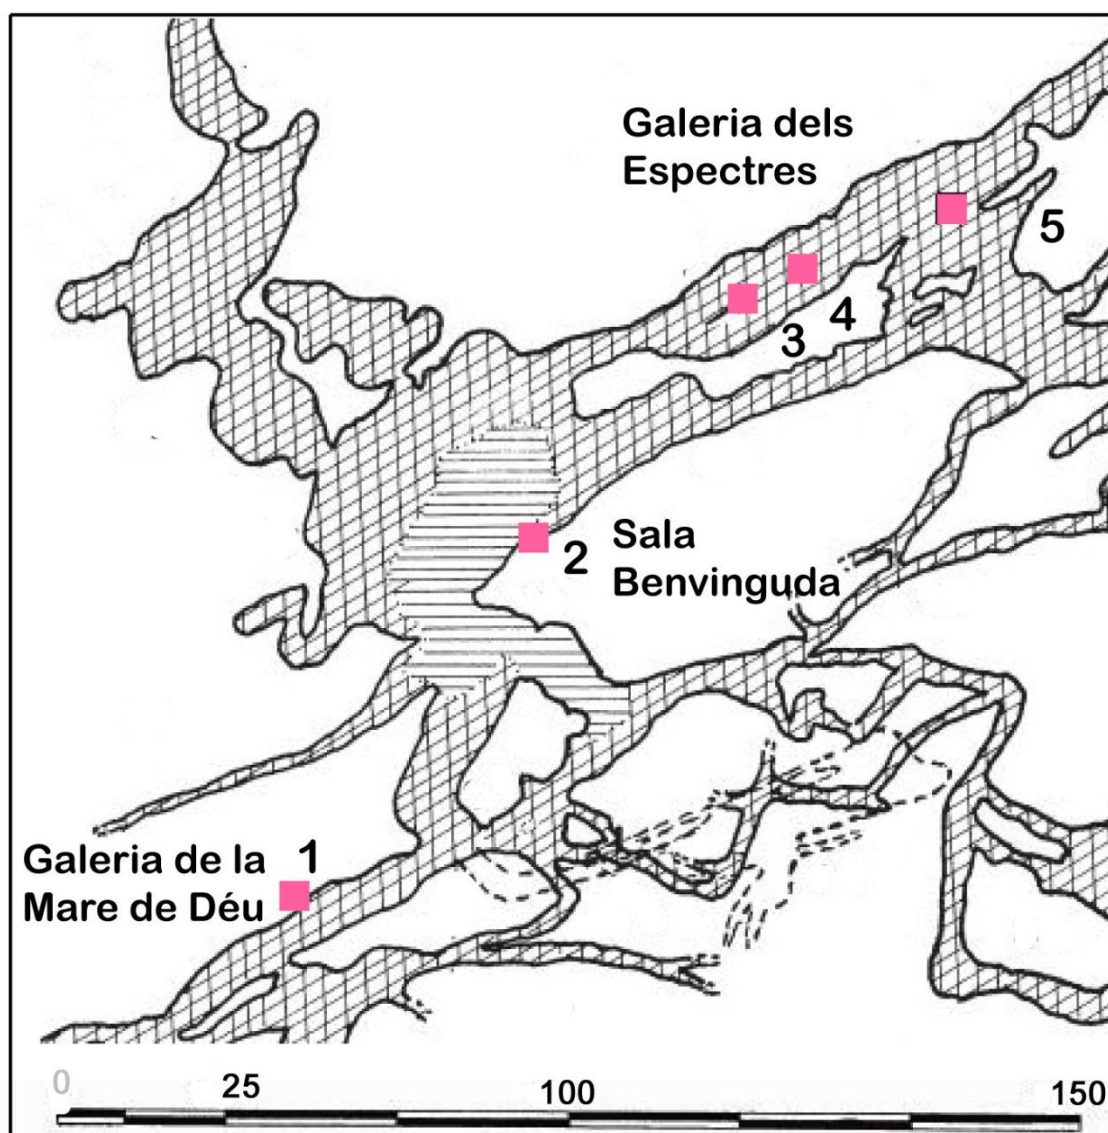 Galeria dels
Espectres
5
4
3
2
Sala
Benvinguda
1
Galeria de la
Mare de Déu
0
25
100
150